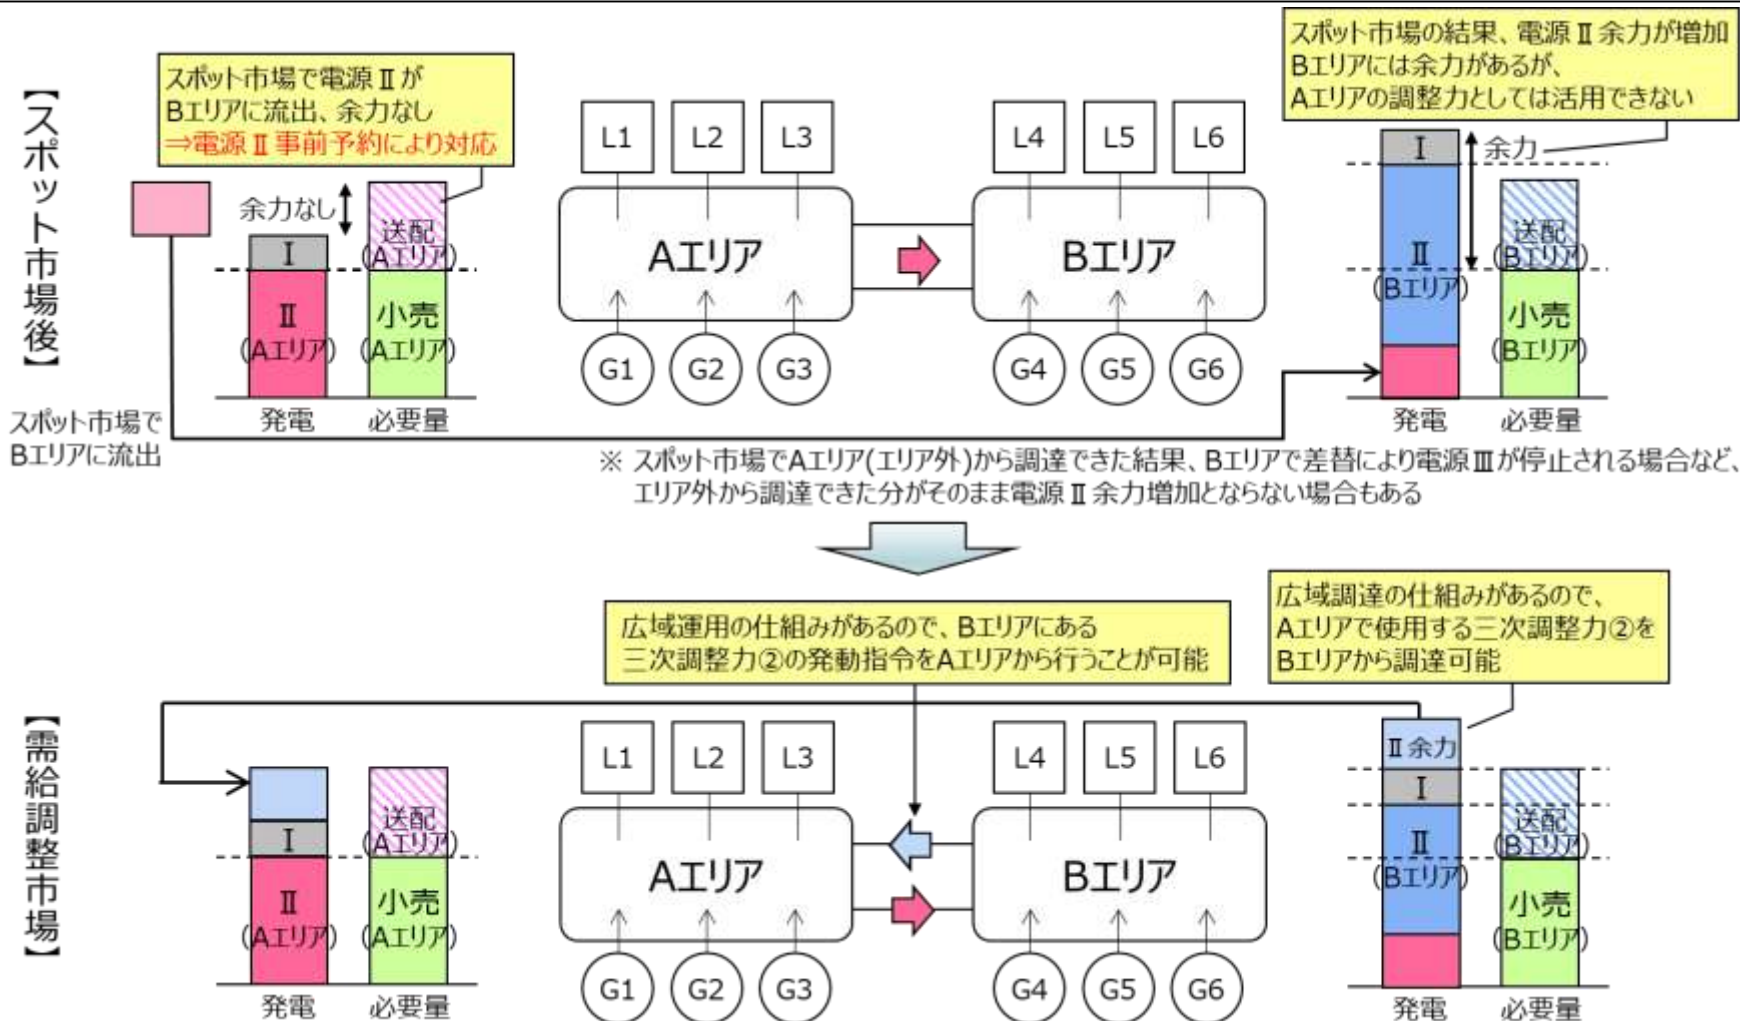 【スポット市場後】
スポット市場で電源Ⅱが
Bエリアに流出、余力なし
⇒電源Ⅱ事前予約により対応
余力なし
Ⅰ
Ⅱ
(Aエリア)
発電
送配
(Aエリア)
小売
(Aエリア)
必要量
スポット市場で
Bエリアに流出
L1
L2
L3
Aエリア
G1
G2
G3
L4
L5
L6
Bエリア
G4
G5
G6
スポット市場の結果、電源Ⅱ余力が増加
Bエリアには余力があるが、
Aエリアの調整力としては活用できない
余力
Ⅰ
Ⅱ
(Bエリア)
発電
送配
(Bエリア)
小売
(Bエリア)
必要量
※ スポット市場でAエリア(エリア外)から調達できた結果、Bエリアで差替により電源Ⅲが停止される場合など、
エリア外から調達できた分がそのまま電源Ⅱ余力増加とならない場合もある
【需給調整市場】
広域運用の仕組みがあるので、Bエリアにある
三次調整力②の発動指令をAエリアから行うことが可能
広域調達の仕組みがあるので、
Aエリアで使用する三次調整力②を
Bエリアから調達可能
Ⅰ
Ⅱ
(Aエリア)
発電
送配
(Aエリア)
小売
(Aエリア)
必要量
L1
L2
L3
Aエリア
G1
G2
G3
L4
L5
L6
Bエリア
G4
G5
G6
Ⅱ余力
Ⅰ
Ⅱ
(Bエリア)
発電
送配
(Bエリア)
小売
(Bエリア)
必要量